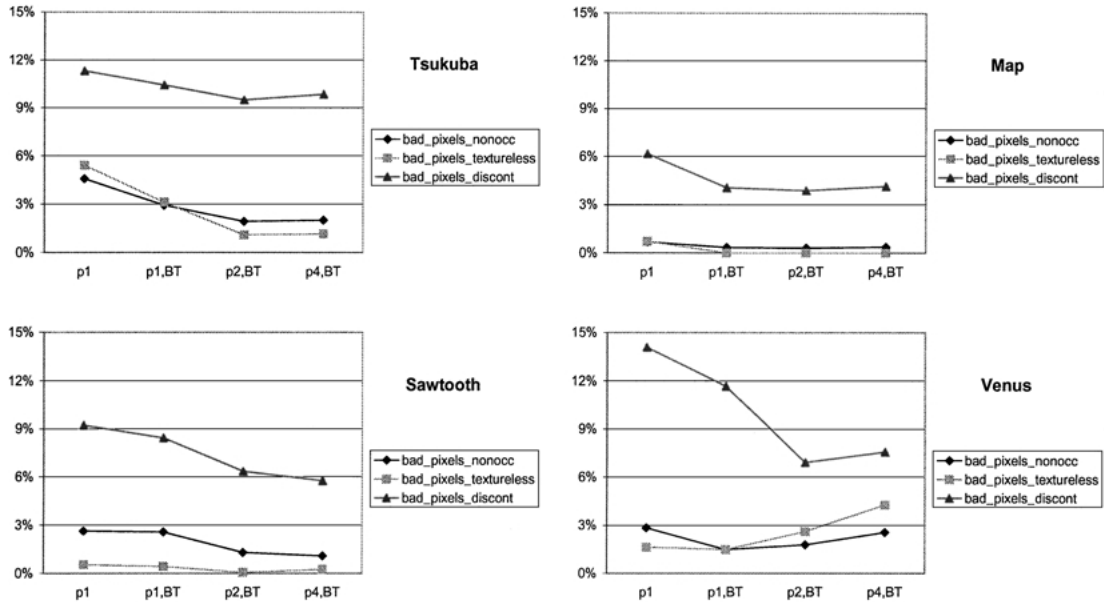 15%
12%
9%
6%
3%
0%
p1
p1,BT
p2,BT
p4,BT
Tsukuba
bad_pixels_nonocc
bad_pixels_textureless
bad_pixels_discont
15%
12%
9%
6%
3%
0%
p1
p1,BT
p2,BT
p4,BT
Map
bad_pixels_nonocc
bad_pixels_textureless
bad_pixels_discont
15%
12%
9%
6%
3%
0%
p1
p1,BT
p2,BT
p4,BT
Sawtooth
bad_pixels_nonocc
bad_pixels_textureless
bad_pixels_discont
15%
12%
9%
6%
3%
0%
p1
p1,BT
p2,BT
p4,BT
Venus
bad_pixels_nonocc
bad_pixels_textureless
bad_pixels_discont